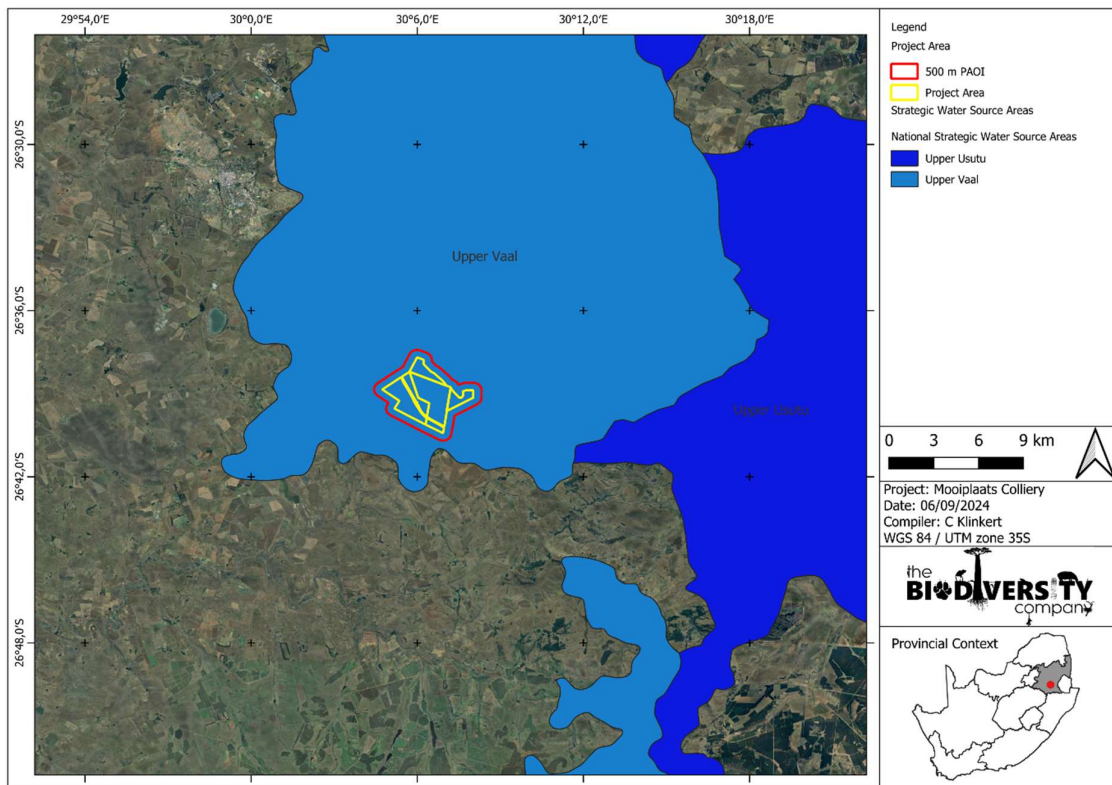 29°54,0'E
30°0,0'E
30°6,0'E
30°12,0'E
30°18,0'E
26°30,0'S
26°36,0'S
26°42,0'S
26°48,0'S
Upper Vaal
Upper Usutu
Legend
Project Area
500 m PAOI
Project Area
Strategic Water Source Areas
National Strategic Water Source Areas
Upper Usutu
Upper Vaal
0 3 6 9 km
Project: Mooiplaats Colliery
Date: 06/09/2024
Compiler: C Klinkert
WGS 84 / UTM zone 35S
the
BIODIVERSITY
company
Provincial Context